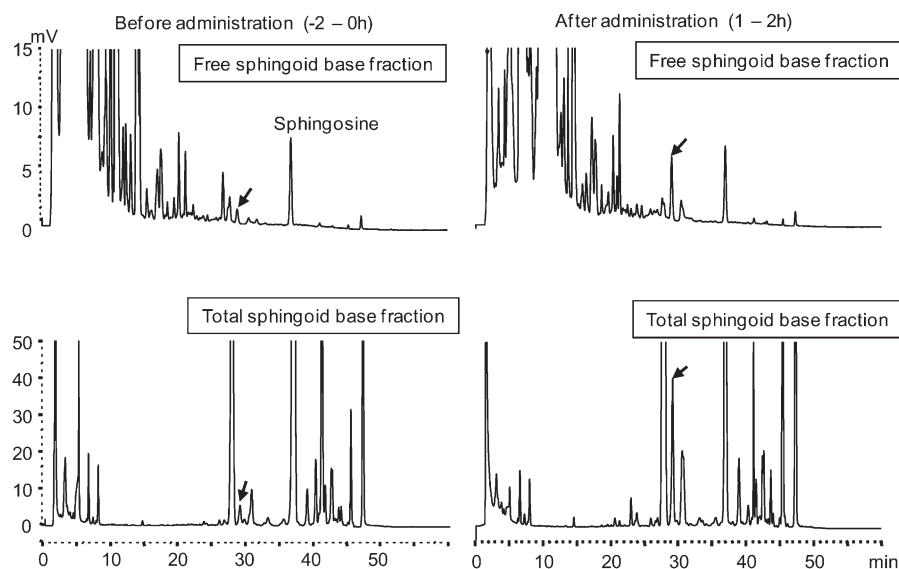 Before administration (-2 – 0h)
After administration (1 – 2h)
mV
15
10
5
0
Free sphingoid base fraction
Sphingosine
Free sphingoid base fraction
Total sphingoid base fraction
Total sphingoid base fraction
50
40
30
20
10
0
0 10 20 30 40 50
0 10 20 30 40 50 min